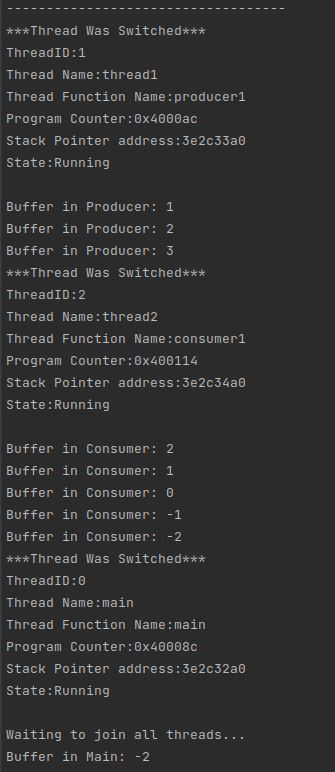 -----------------------------------
***Thread Was Switched***
ThreadID:1
Thread Name:thread1
Thread Function Name:producer1
Program Counter:0x4000ac
Stack Pointer address:3e2c33a0
State:Running
Buffer in Producer: 1
Buffer in Producer: 2
Buffer in Producer: 3
***Thread Was Switched***
ThreadID:2
Thread Name:thread2
Thread Function Name:consumer1
Program Counter:0x400114
Stack Pointer address:3e2c34a0
State:Running
Buffer in Consumer: 2
Buffer in Consumer: 1
Buffer in Consumer: 0
Buffer in Consumer: -1
Buffer in Consumer: -2
***Thread Was Switched***
ThreadID:0
Thread Name:main
Thread Function Name:main
Program Counter:0x40008c
Stack Pointer address:3e2c32a0
State:Running
Waiting to join all threads...
Buffer in Main: -2